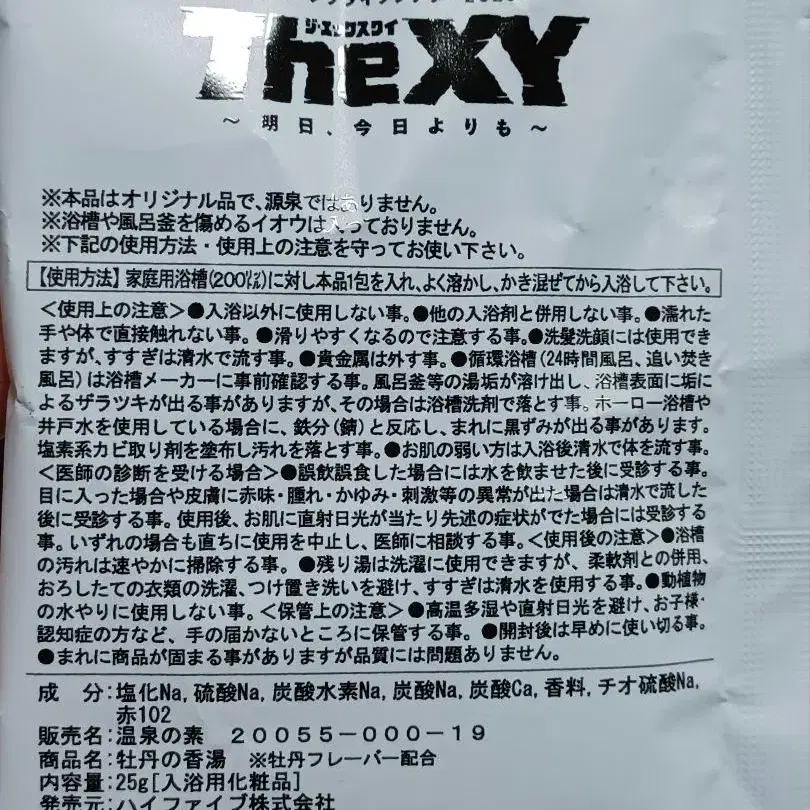 ジ・エックスワイ
TheXY
～明日、今日よりも～
※本品はオリジナル品で、源泉ではありません。
※浴槽や風呂釜を傷めるイオウは入っておりません。
※下記の使用方法・使用上の注意を守ってお使い下さい。
【使用方法】家庭用浴槽(200㍑)に対し本品1包を入れ、よく溶かし、かき混ぜてから入浴して下さい。
＜使用上の注意＞●入浴以外に使用しない事。●他の入浴剤と併用しない事。●濡れた
手や体で直接触れない事。●滑りやすくなるので注意する事。●洗髪洗顔には使用でき
ますが、すすぎは清水で流す事。●貴金属は外す事。●循環浴槽(24時間風呂、追い焚き
風呂)は浴槽メーカーに事前確認する事。風呂釜等の湯垢が溶け出し、浴槽表面に垢に
よるザラツキが出る事がありますが、その場合は浴槽洗剤で落とす事。ホーロー浴槽や
井戸水を使用している場合に、鉄分(錆)と反応し、まれに黒ずみが出る事があります。
塩素系カビ取り剤を塗布し汚れを落とす事。●お肌の弱い方は入浴後清水で体を流す事。
＜医師の診断を受ける場合＞●誤飲誤食した場合には水を飲ませた後に受診する事。
目に入った場合や皮膚に赤味・腫れ・かゆみ・刺激等の異常が出た場合は清水で流した
後に受診する事。使用後、お肌に直射日光が当たり先述の症状がでた場合には受診する
事。いずれの場合も直ちに使用を中止し、医師に相談する事。＜使用後の注意＞●浴槽
の汚れは速やかに掃除する事。●残り湯は洗濯に使用できますが、柔軟剤との併用、
おろしたての衣類の洗濯、つけ置き洗いを避け、すすぎは清水を使用する事。●動植物
の水やりに使用しない事。＜保管上の注意＞●高温多湿や直射日光を避け、お子様・
認知症の方など、手の届かないところに保管する事。●開封後は早めに使い切る事。
●まれに商品が固まる事がありますが品質には問題ありません。
成　分：塩化Na, 硫酸Na, 炭酸水素Na, 炭酸Na, 炭酸Ca, 香料, チオ硫酸Na,
赤102
販売名：温泉の素　２００５５－０００－１９
商品名：牡丹の香湯　※牡丹フレーバー配合
内容量：25g[入浴用化粧品]
発売元：ハイファイブ株式会社